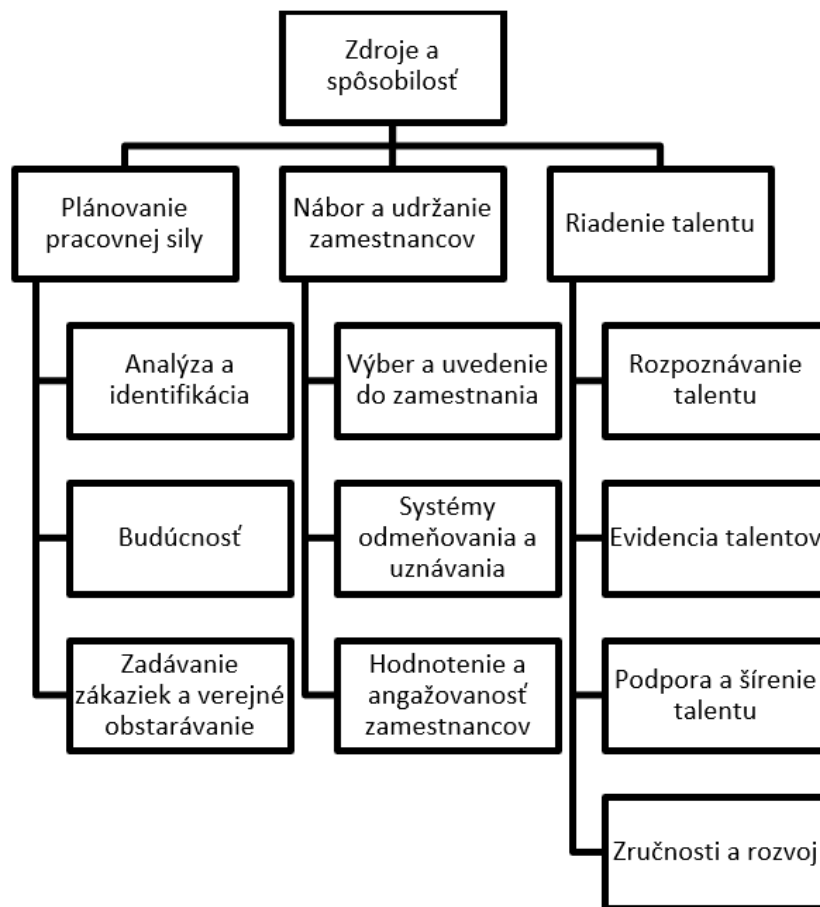 Zdroje a
spôsobilosť
Plánovanie
pracovnej sily
Nábor a udržanie
zamestnancov
Riadenie talentu
Analýza a
identifikácia
Výber a uvedenie
do zamestnania
Rozpoznávanie
talentu
Budúcnosť
Systémy
odmeňovania a
uznávania
Evidencia talentov
Zadávanie
zákaziek a verejné
obstarávanie
Hodnotenie a
angažovanosť
zamestnancov
Podpora a šírenie
talentu
Zručnosti a rozvoj